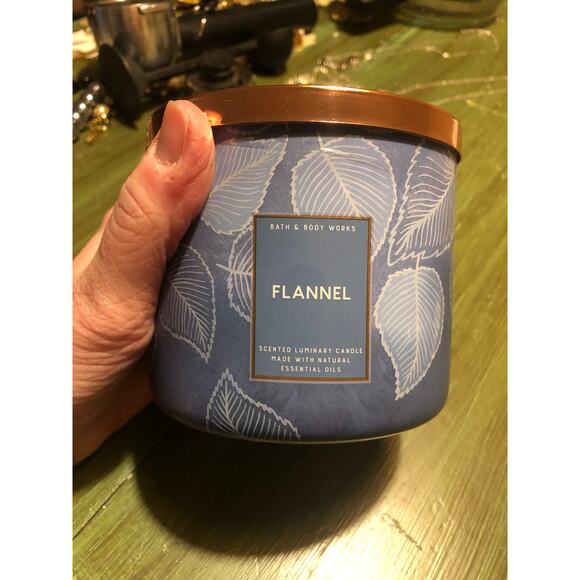 BATH & BODY WORKS
FLANNEL
SCENTED LUMINARY CANDLE
MADE WITH NATURAL
ESSENTIAL OILS